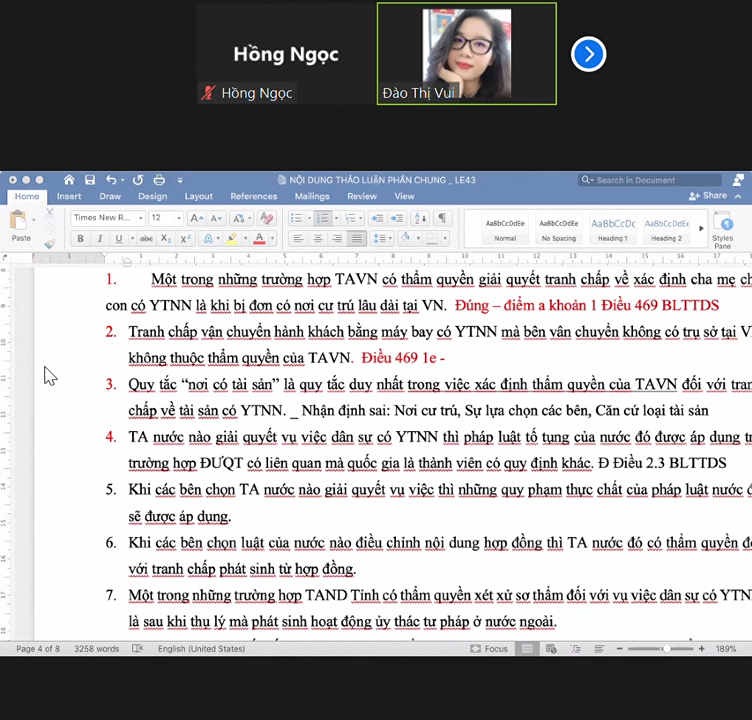 Hồng Ngọc
Hồng Ngọc
Đào Thị Vui
NỘI DUNG THẢO LUẬN PHẦN CHUNG _ LE43
Search in Document
Home Insert Draw Design Layout References Mailings Review View
Share
Paste
Times New R... 12
B I U abc X₂ X²
AaBbCcDdEe AaBbCcDdEe AaBbCcDc AaBbCcDdEe
Normal No Spacing Heading 1 Heading 2
Styles Pane
1. Một trong những trường hợp TAVN có thẩm quyền giải quyết tranh chấp về xác định cha mẹ ch
con có YTNN là khi bị đơn có nơi cư trú lâu dài tại VN. Đúng – điểm a khoản 1 Điều 469 BLTTDS
2. Tranh chấp vận chuyển hành khách bằng máy bay có YTNN mà bên vân chuyển không có trụ sở tại V
không thuộc thẩm quyền của TAVN. Điều 469 1e -
3. Quy tắc “nơi có tài sản” là quy tắc duy nhất trong việc xác định thẩm quyền của TAVN đối với tran
chấp về tài sản có YTNN. _ Nhận định sai: Nơi cư trú, Sự lựa chọn các bên, Căn cứ loại tài sản
4. TA nước nào giải quyết vụ việc dân sự có YTNN thì pháp luật tố tụng của nước đó được áp dụng tr
trường hợp ĐƯQT có liên quan mà quốc gia là thành viên có quy định khác. Đ Điều 2.3 BLTTDS
5. Khi các bên chọn TA nước nào giải quyết vụ việc thì những quy phạm thực chất của pháp luật nước đ
sẽ được áp dụng.
6. Khi các bên chọn luật của nước nào điều chỉnh nội dung hợp đồng thì TA nước đó có thẩm quyền đ
với tranh chấp phát sinh từ hợp đồng.
7. Một trong những trường hợp TAND Tỉnh có thẩm quyền xét xử sơ thẩm đối với vụ việc dân sự có YTN
là sau khi thụ lý mà phát sinh hoạt động ủy thác tư pháp ở nước ngoài.
Page 4 of 8 3258 words English (United States) Focus 189%